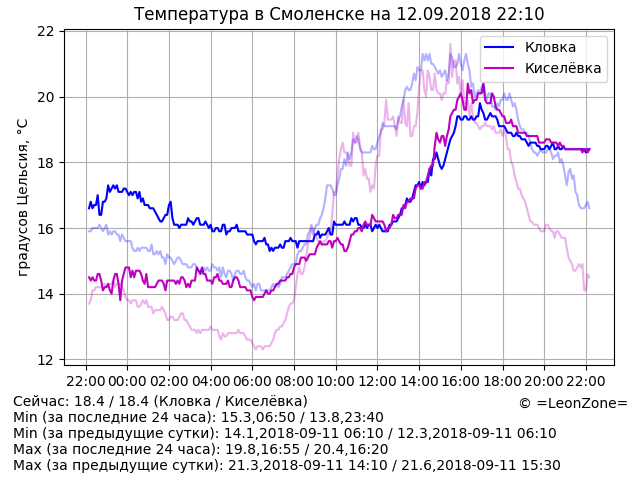 Температура в Смоленске на 12.09.2018 22:10
Кловка
Киселёвка
градусов Цельсия, °C
22
20
18
16
14
12
22:00 00:00 02:00 04:00 06:00 08:00 10:00 12:00 14:00 16:00 18:00 20:00 22:00
Сейчас: 18.4 / 18.4 (Кловка / Киселёвка)
© =LeonZone=
Min (за последние 24 часа): 15.3,06:50 / 13.8,23:40
Min (за предыдущие сутки): 14.1,2018-09-11 06:10 / 12.3,2018-09-11 06:10
Max (за последние 24 часа): 19.8,16:55 / 20.4,16:20
Max (за предыдущие сутки): 21.3,2018-09-11 14:10 / 21.6,2018-09-11 15:30